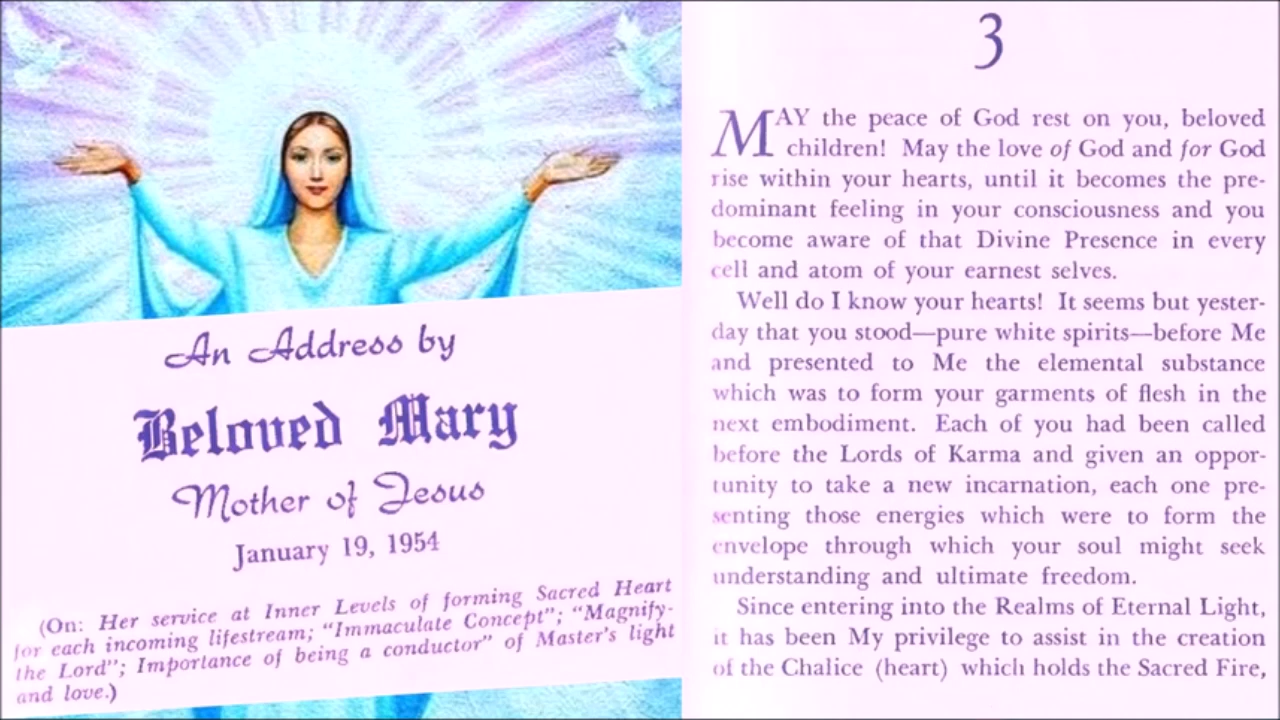 An Address by
Beloved Mary
Mother of Jesus
January 19, 1954
(On: Her service at Inner Levels of forming Sacred Heart
for each incoming lifestream; "Immaculate Concept"; "Magnify-
the Lord"; Importance of being a conductor" of Master's light
and love.)
3
MAY the peace of God rest on you, beloved
children! May the love of God and for God
rise within your hearts, until it becomes the pre-
dominant feeling in your consciousness and you
become aware of that Divine Presence in every
cell and atom of your earnest selves.
Well do I know your hearts! It seems but yester-
day that you stood—pure white spirits—before Me
and presented to Me the elemental substance
which was to form your garments of flesh in the
next embodiment. Each of you had been called
before the Lords of Karma and given an oppor-
tunity to take a new incarnation, each one pre-
senting those energies which were to form the
envelope through which your soul might seek
understanding and ultimate freedom.
Since entering into the Realms of Eternal Light,
it has been My privilege to assist in the creation
of the Chalice (heart) which holds the Sacred Fire,